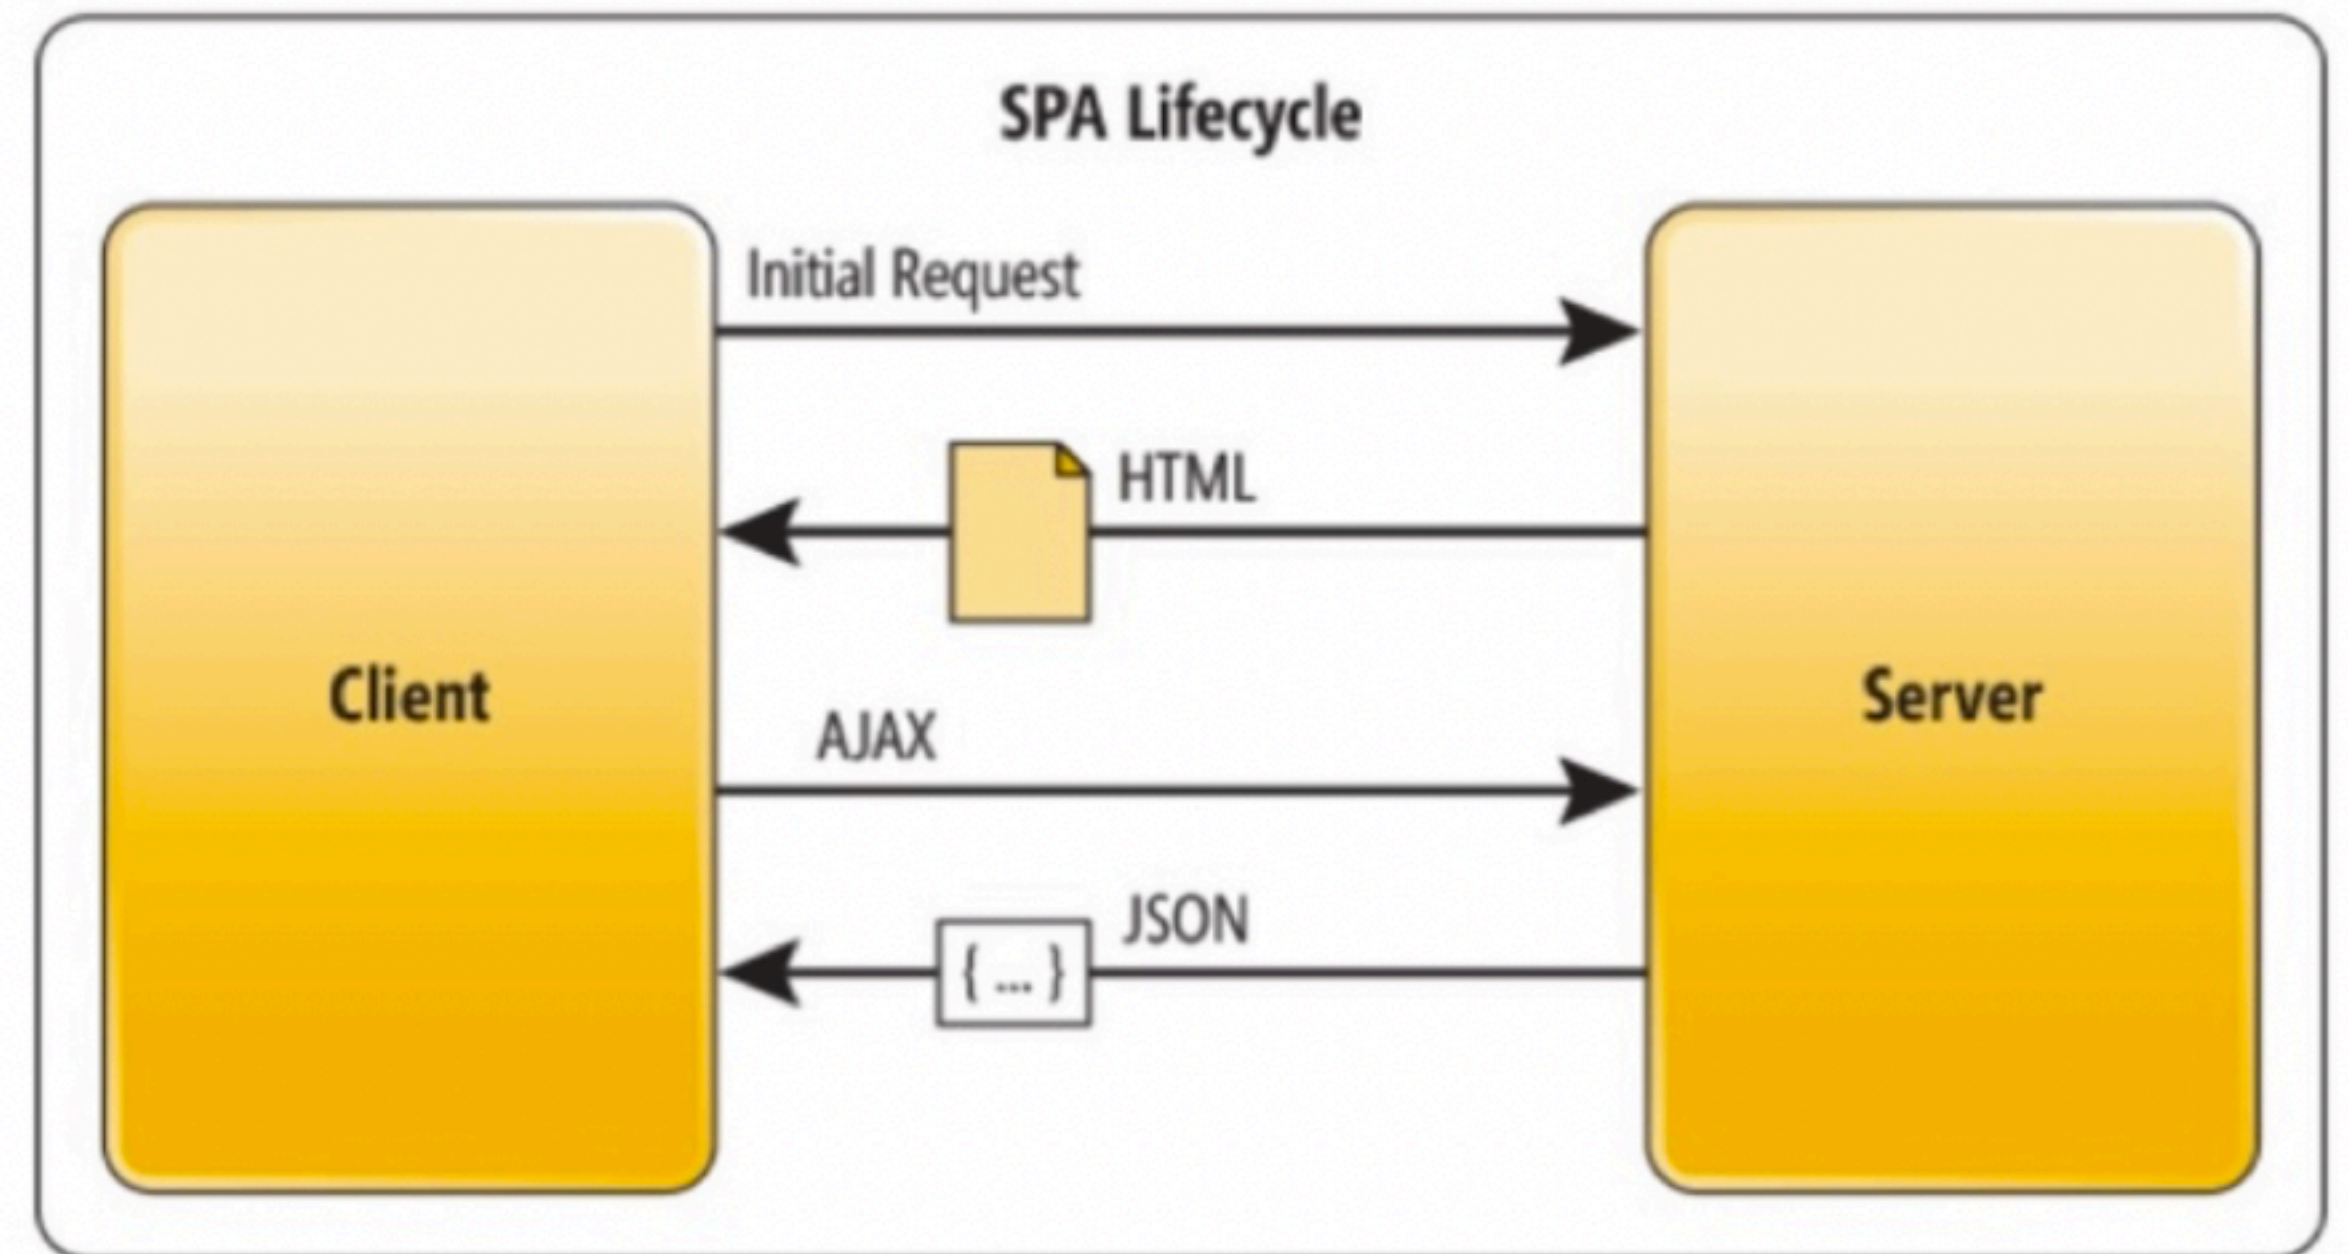 SPA Lifecycle
Initial Request
HTML
Client
Server
AJAX
JSON
{ ... }